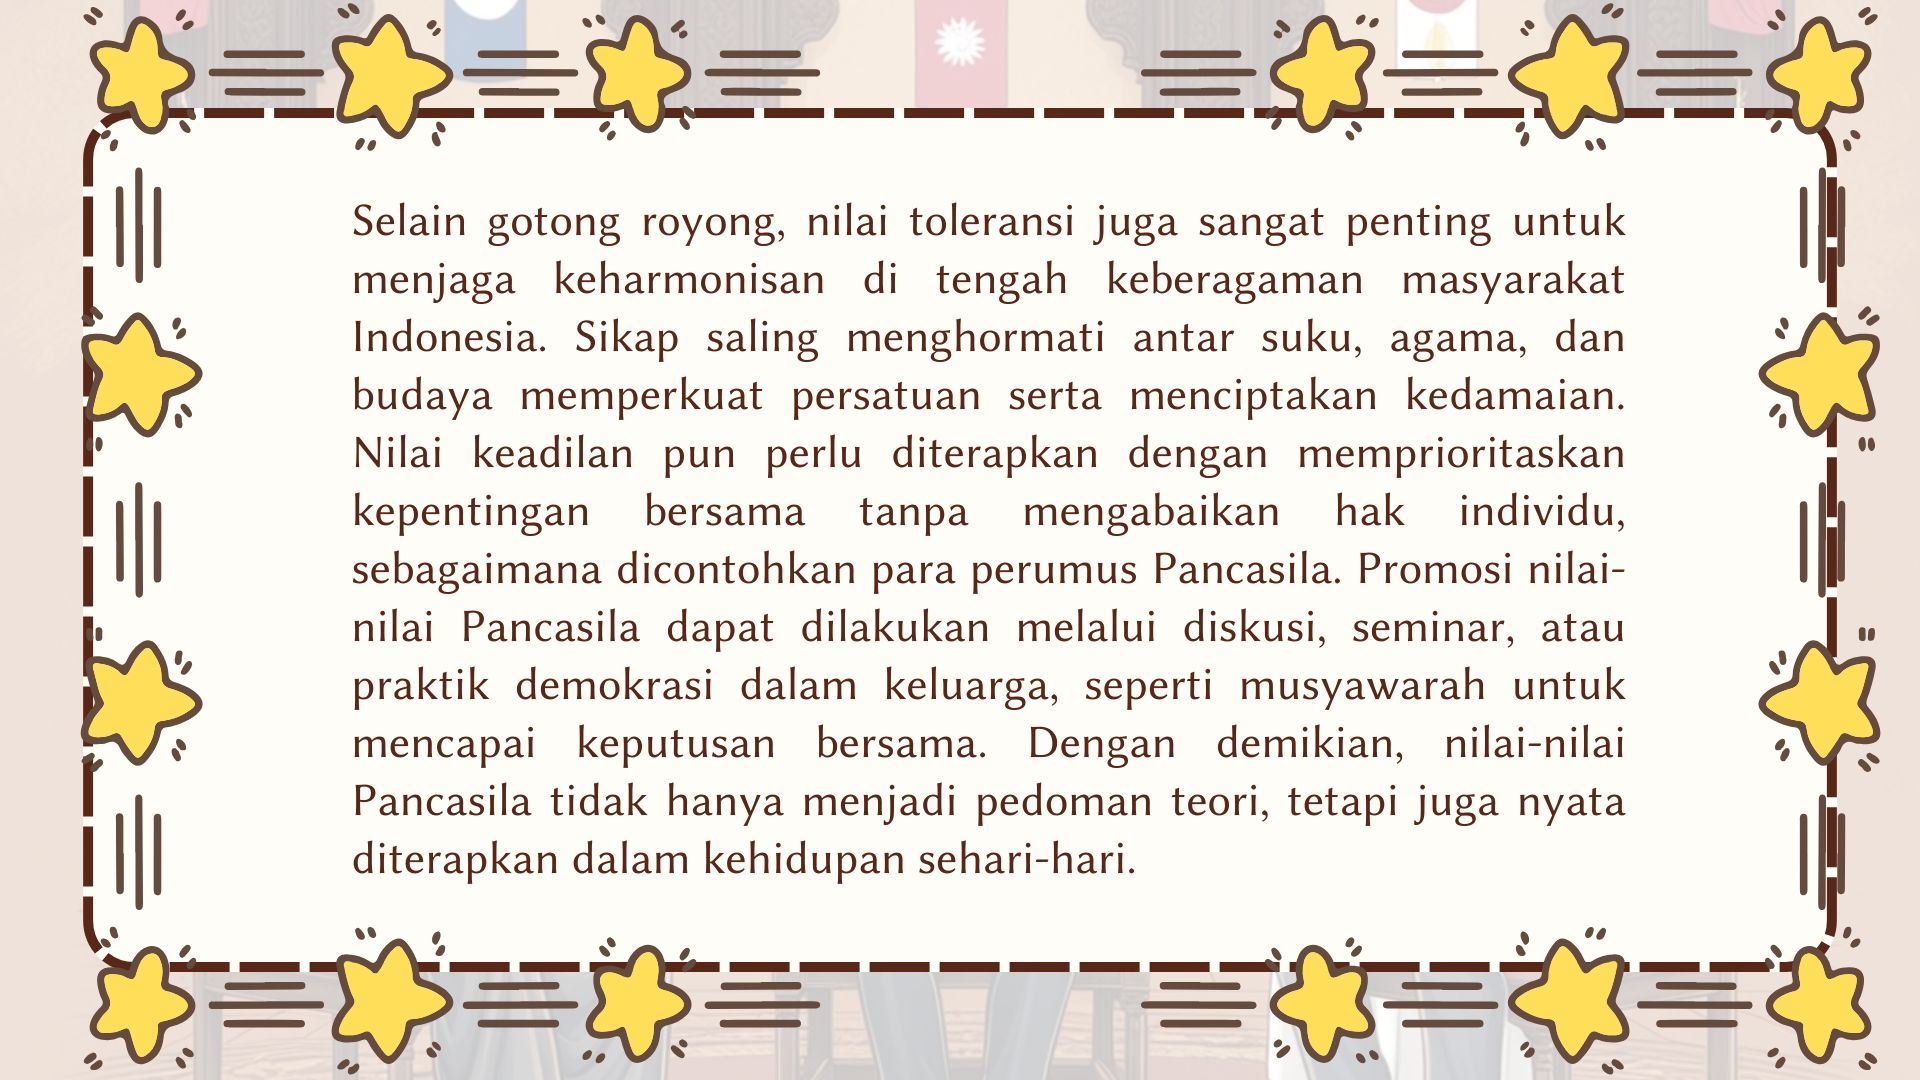 Selain gotong royong, nilai toleransi juga sangat penting untuk
menjaga keharmonisan di tengah keberagaman masyarakat
Indonesia. Sikap saling menghormati antar suku, agama, dan
budaya memperkuat persatuan serta menciptakan kedamaian.
Nilai keadilan pun perlu diterapkan dengan memprioritaskan
kepentingan bersama tanpa mengabaikan hak individu,
sebagaimana dicontohkan para perumus Pancasila. Promosi nilai-
nilai Pancasila dapat dilakukan melalui diskusi, seminar, atau
praktik demokrasi dalam keluarga, seperti musyawarah untuk
mencapai keputusan bersama. Dengan demikian, nilai-nilai
Pancasila tidak hanya menjadi pedoman teori, tetapi juga nyata
diterapkan dalam kehidupan sehari-hari.